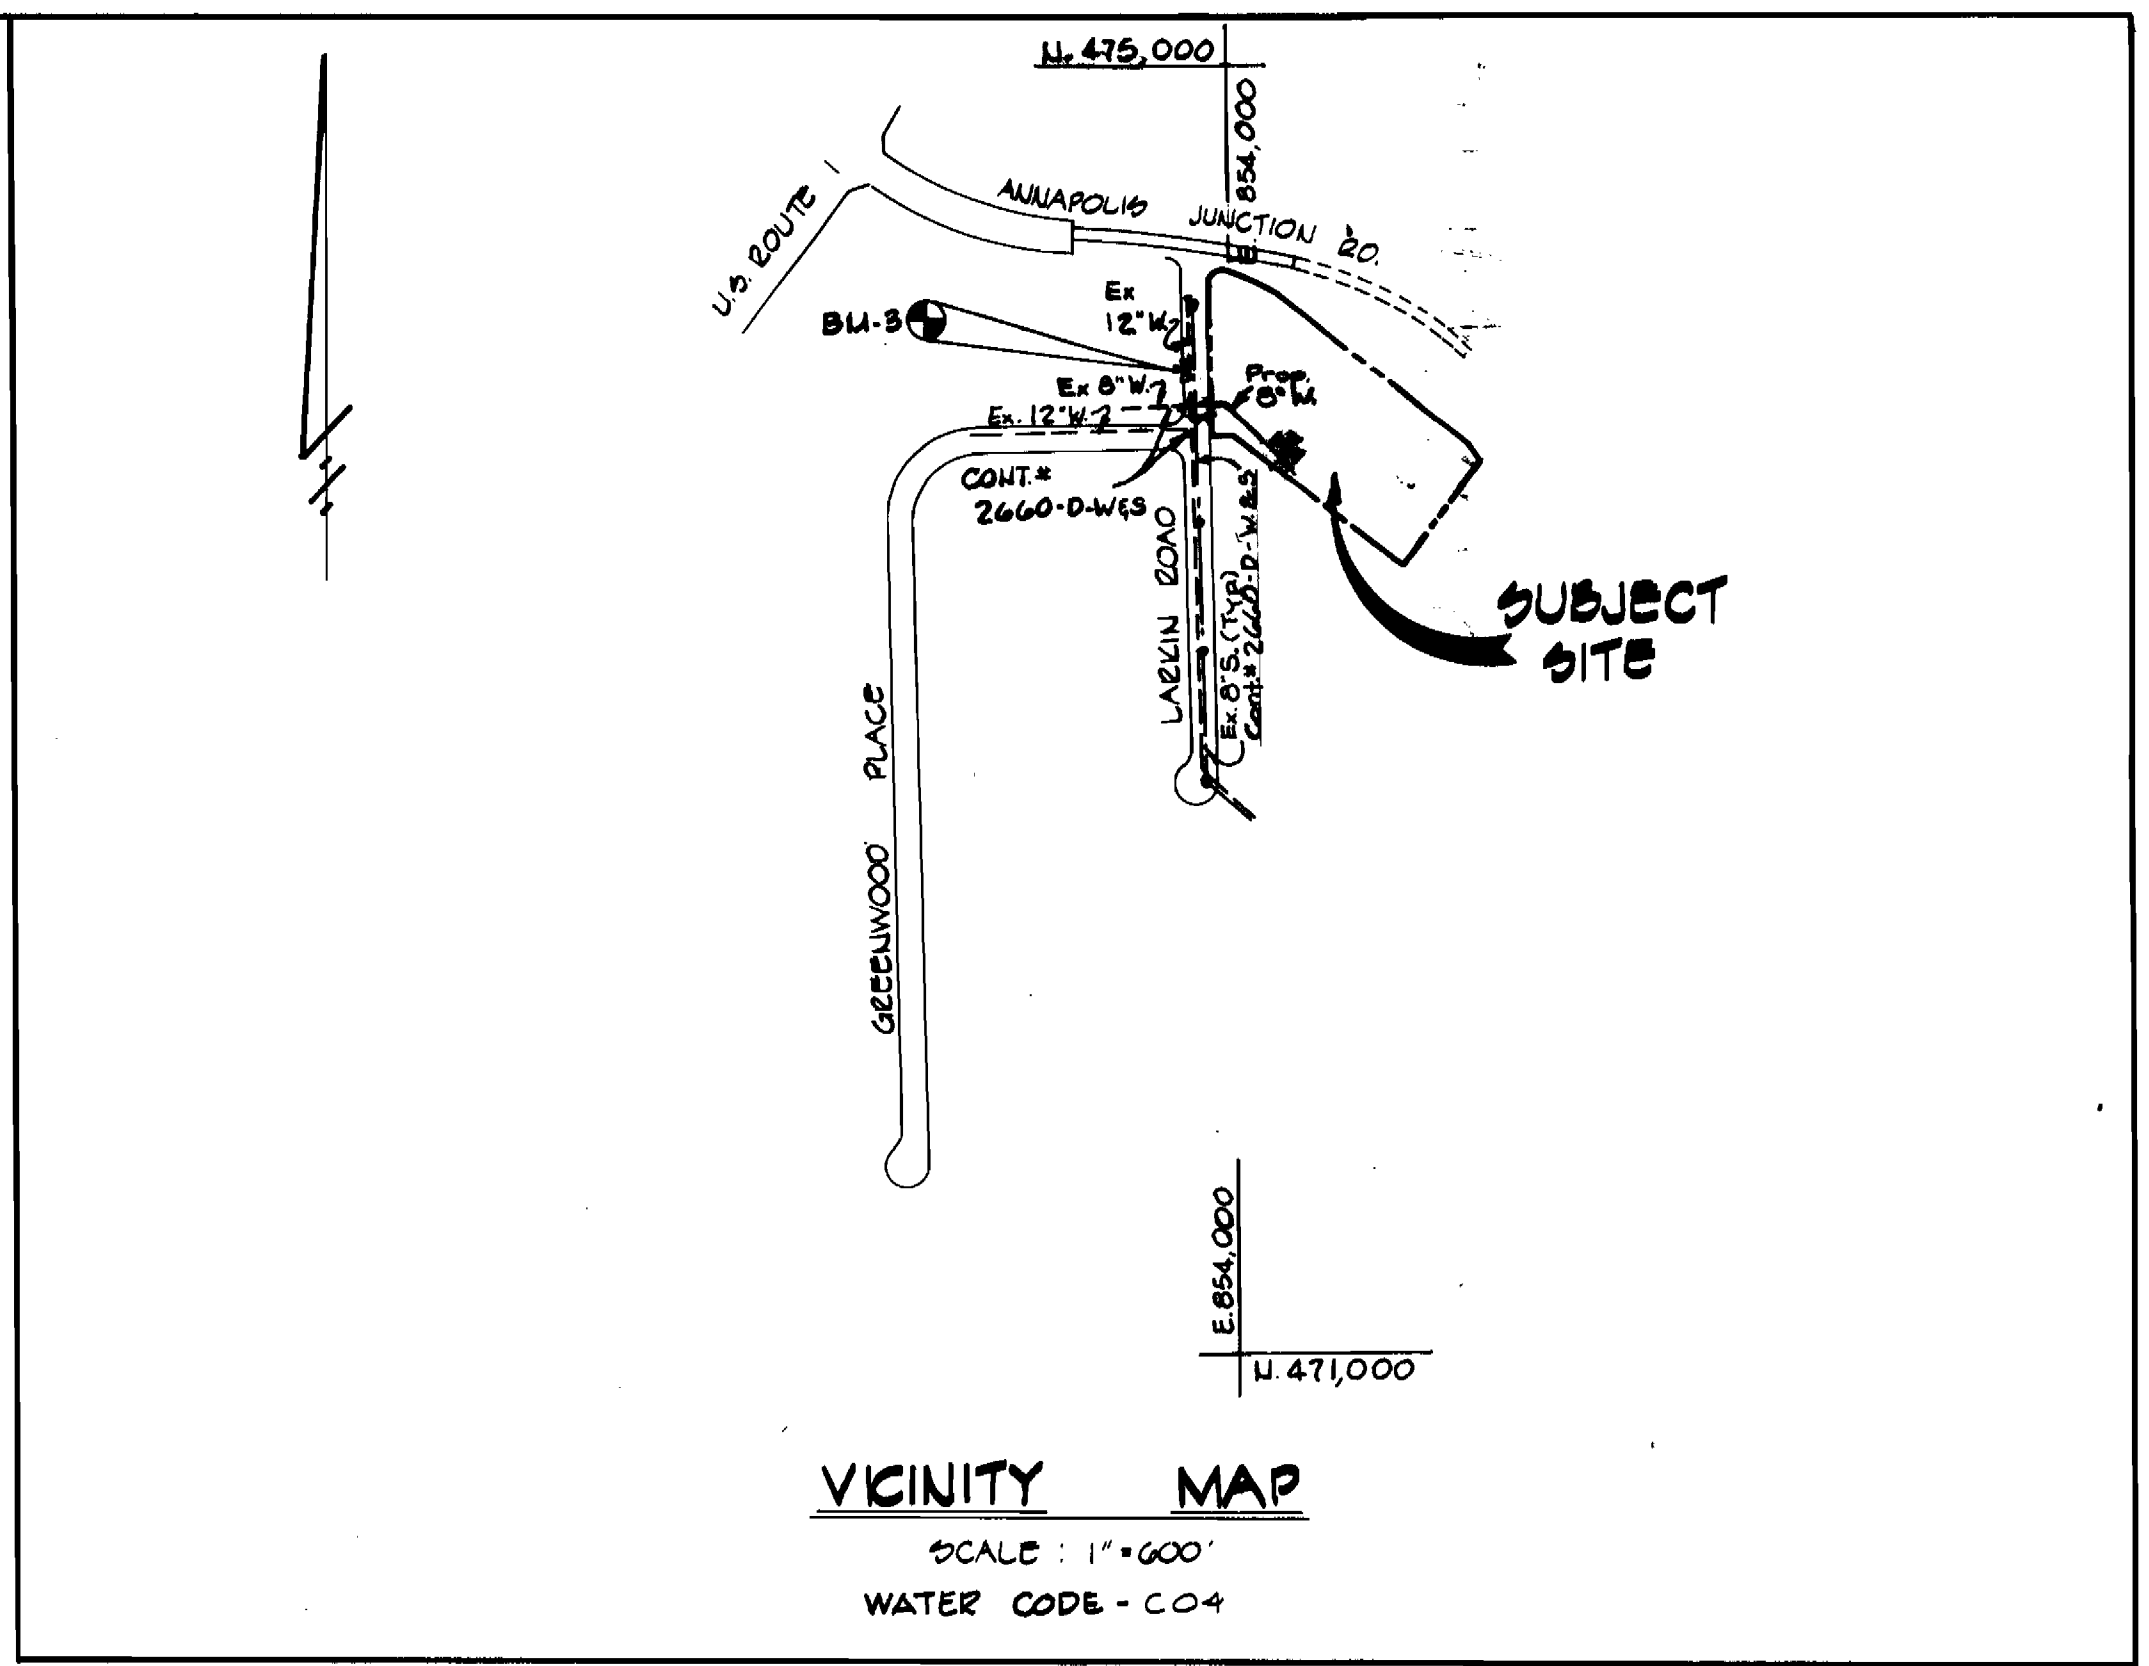 N. 475,000
E. 854,000
ANNAPOLIS JUNCTION RD.
U.S. ROUTE 1
Ex
12" W.
BM-3
Ex 8" W.
Prop.
8" W.
Ex. 12" W.
CONT.#
2660-D-W&S
LARKIN ROAD
Ex. 8" S. (TYP.)
Cont.# 2660-D-W&S
SUBJECT
SITE
GREENWOOD PLACE
E. 854,000
N. 471,000
VICINITY MAP
SCALE : 1" = 600'
WATER CODE - C04